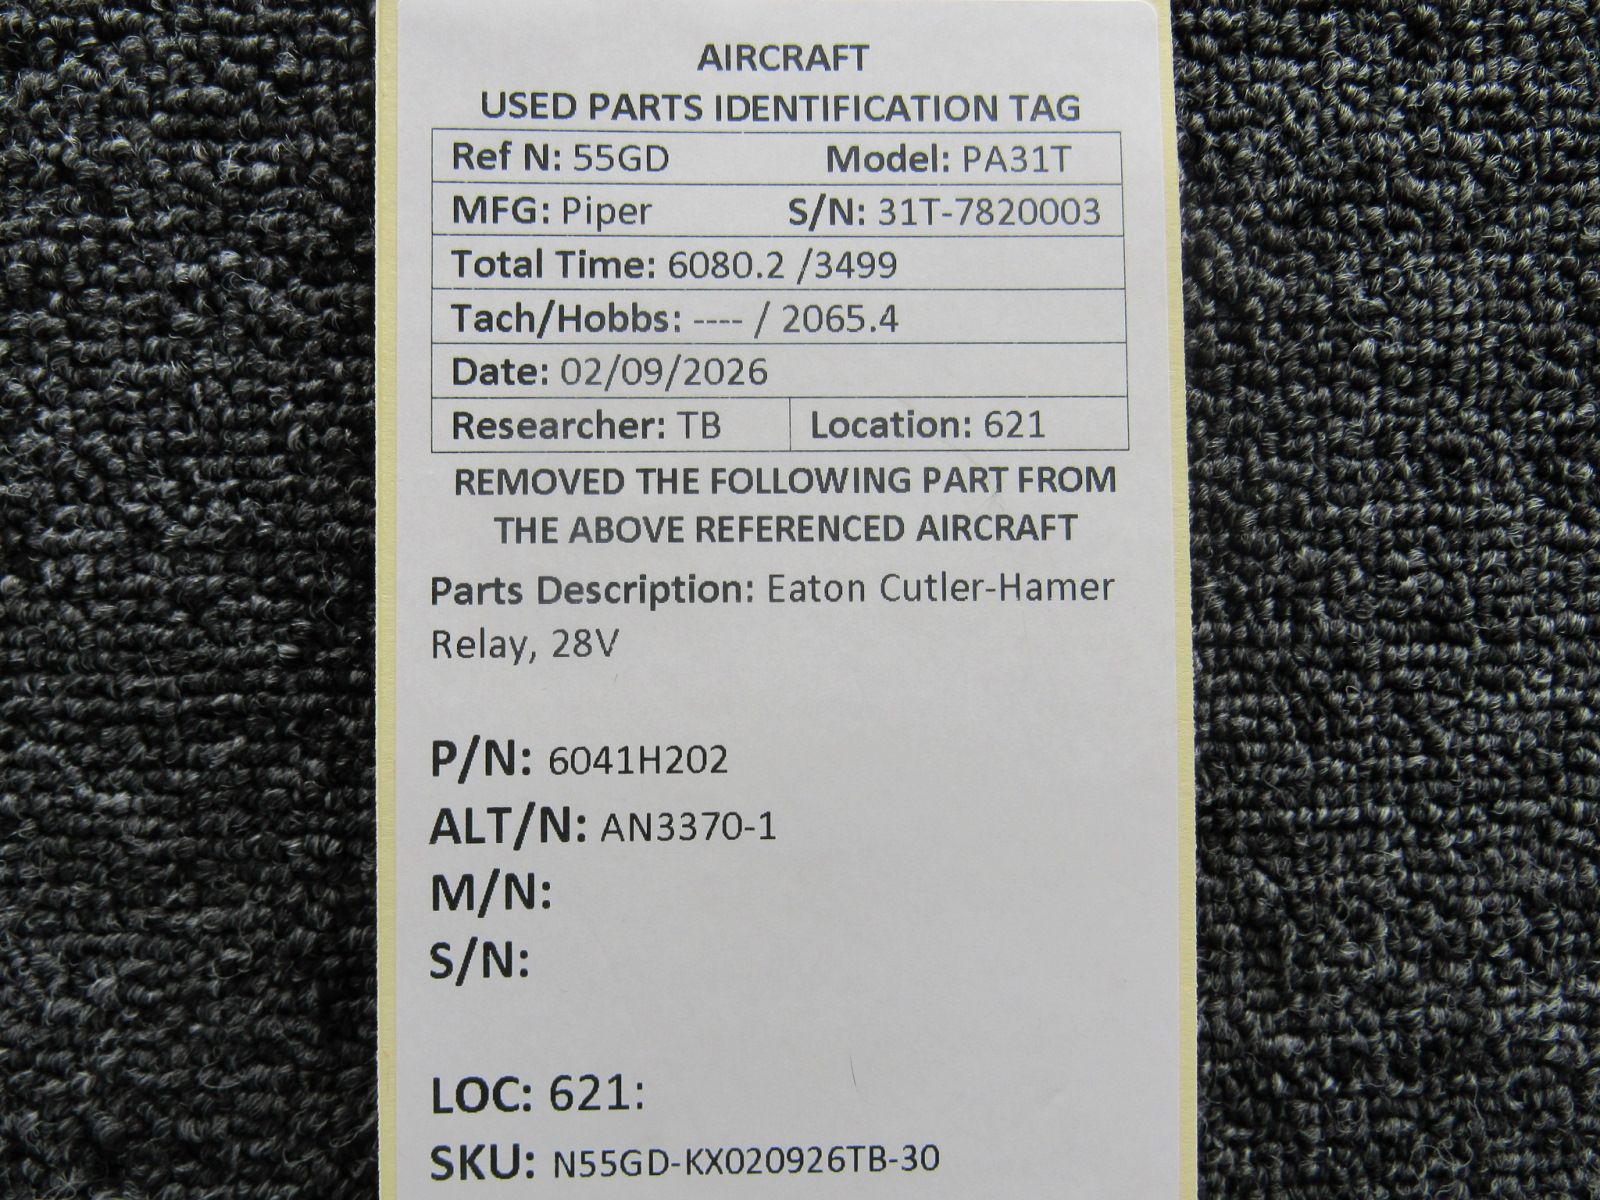 AIRCRAFT
USED PARTS IDENTIFICATION TAG
Ref N: 55GD Model: PA31T
MFG: Piper S/N: 31T-7820003
Total Time: 6080.2 /3499
Tach/Hobbs: ---- / 2065.4
Date: 02/09/2026
Researcher: TB Location: 621
REMOVED THE FOLLOWING PART FROM
THE ABOVE REFERENCED AIRCRAFT
Parts Description: Eaton Cutler-Hamer
Relay, 28V
P/N: 6041H202
ALT/N: AN3370-1
M/N:
S/N:
LOC: 621:
SKU: N55GD-KX020926TB-30